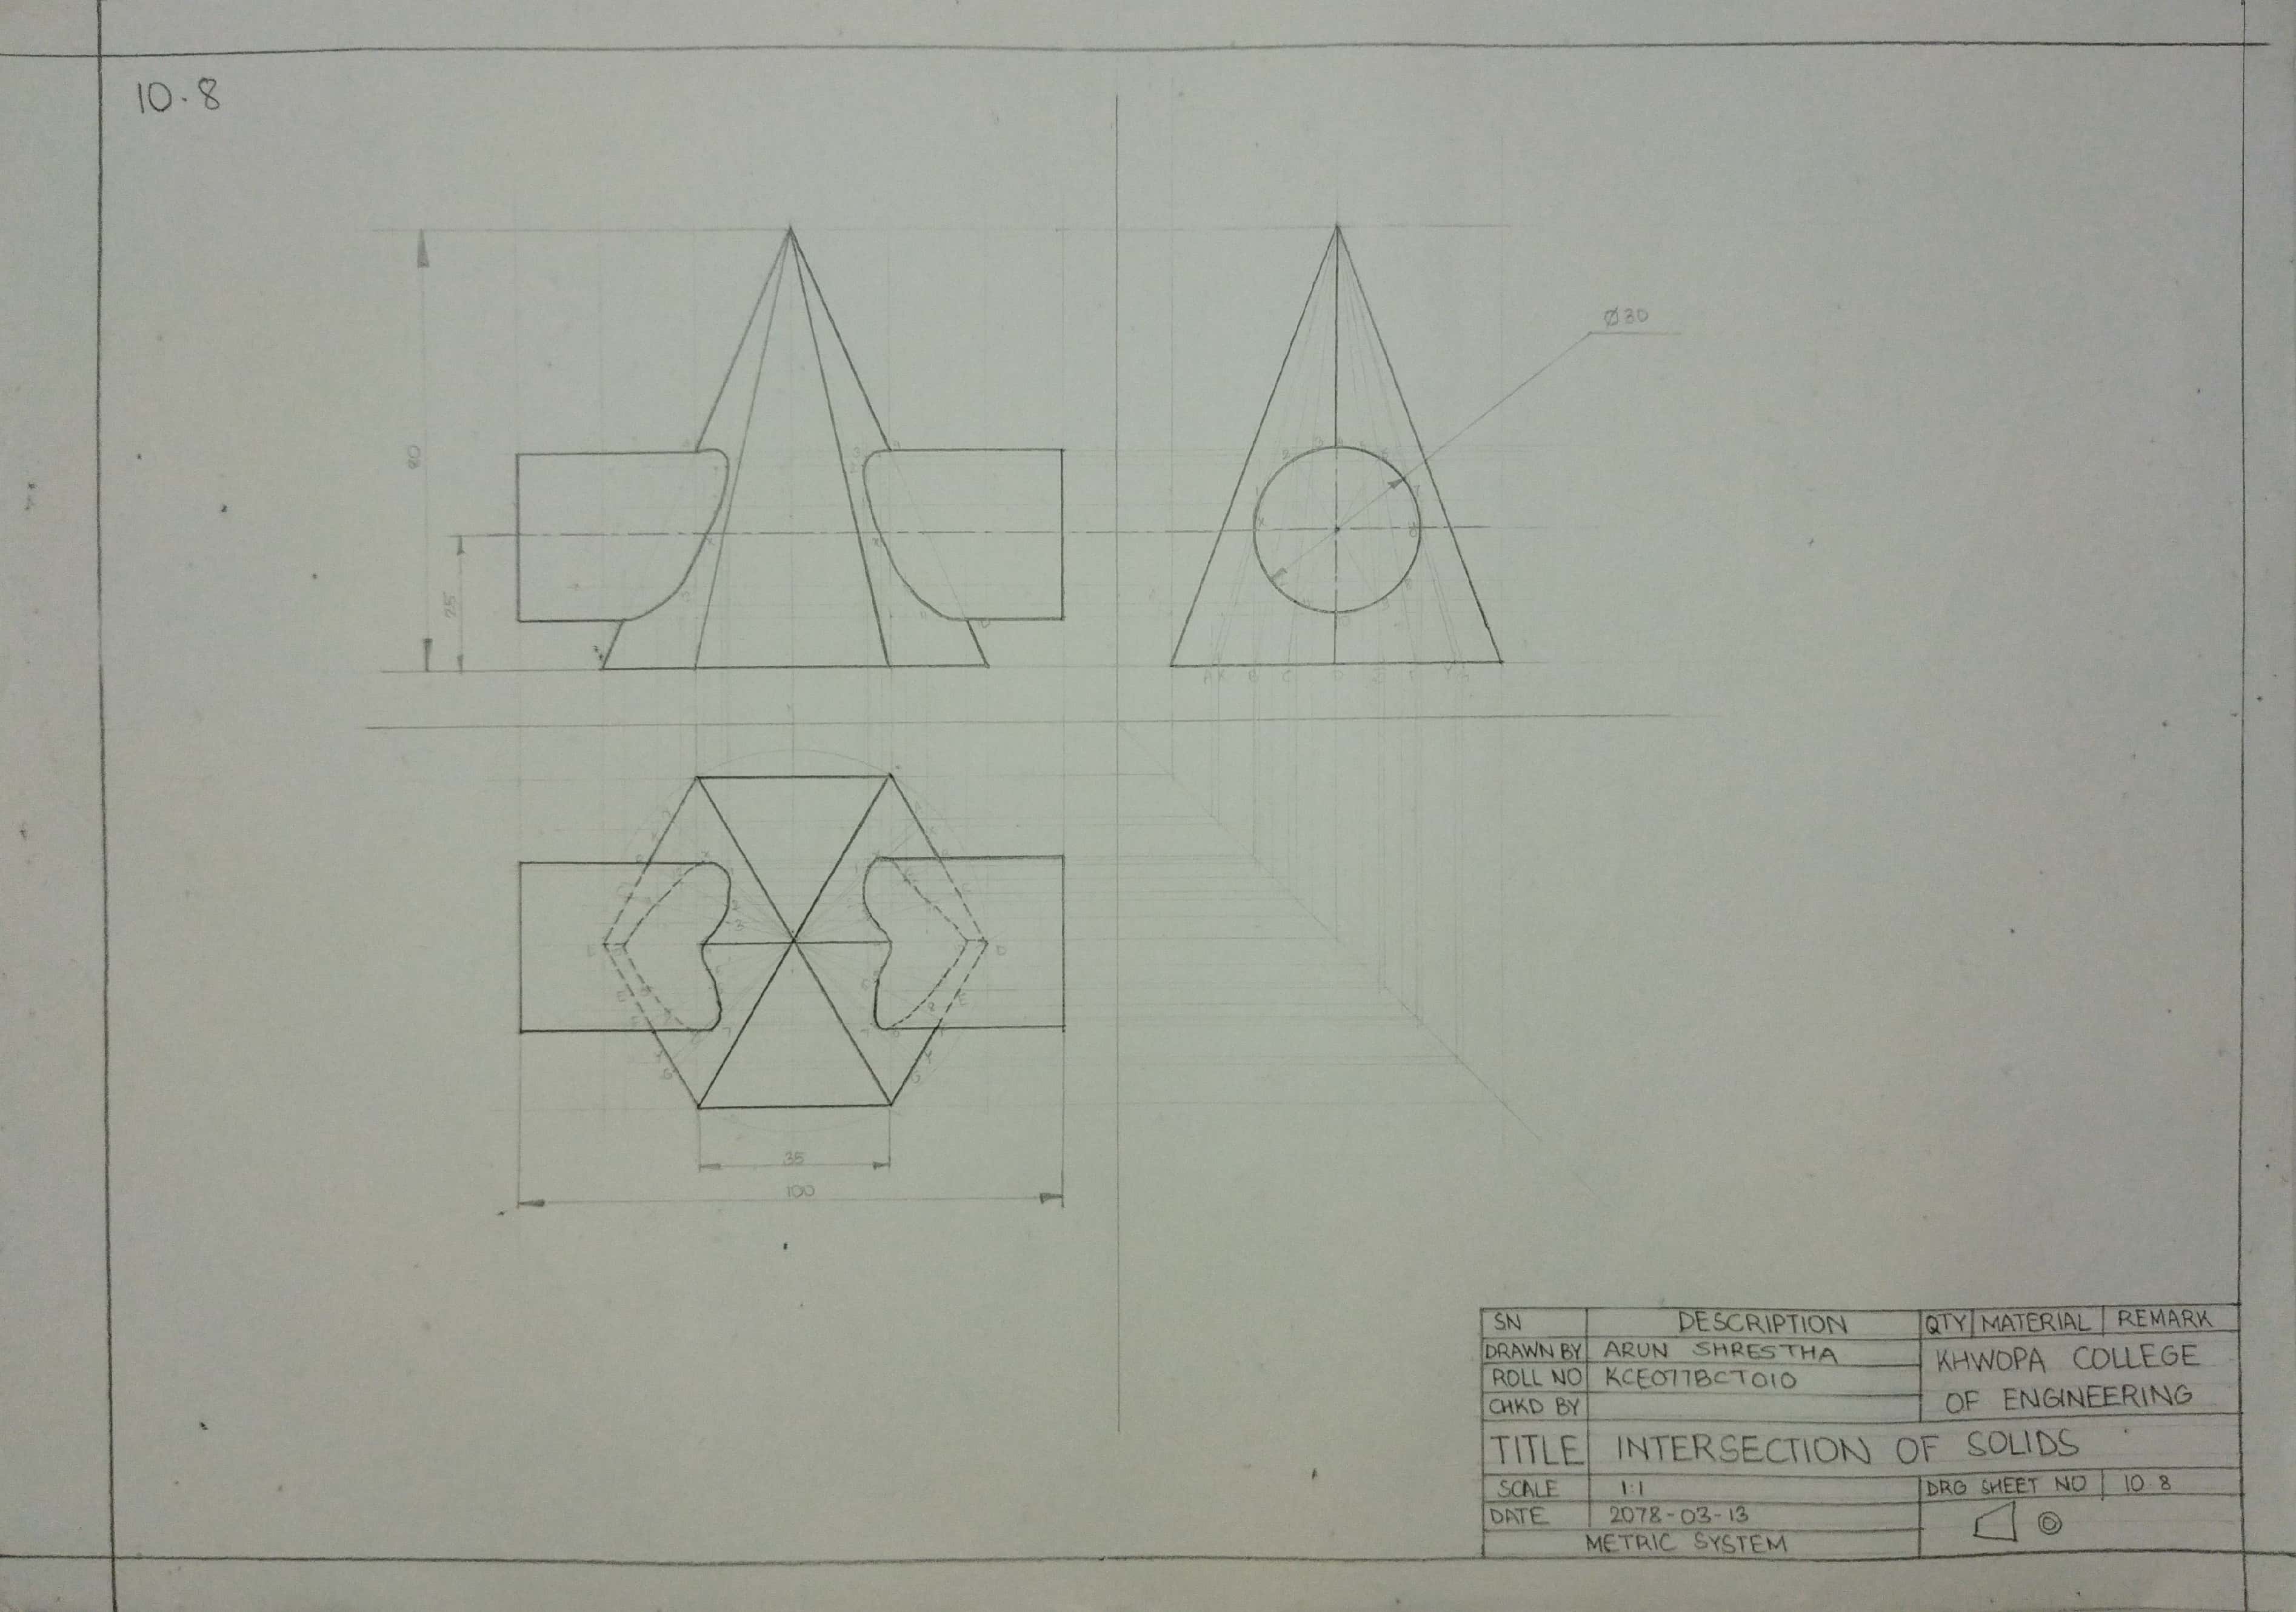 10.8
Ø30
80
25
35
100
SN DESCRIPTION QTY MATERIAL REMARK
DRAWN BY ARUN SHRESTHA
KHWOPA COLLEGE
ROLL NO KCE077BCT010
CHKD BY
OF ENGINEERING
TITLE INTERSECTION OF SOLIDS
SCALE 1:1 DRG SHEET NO 10.8
DATE 2078-03-13
METRIC SYSTEM